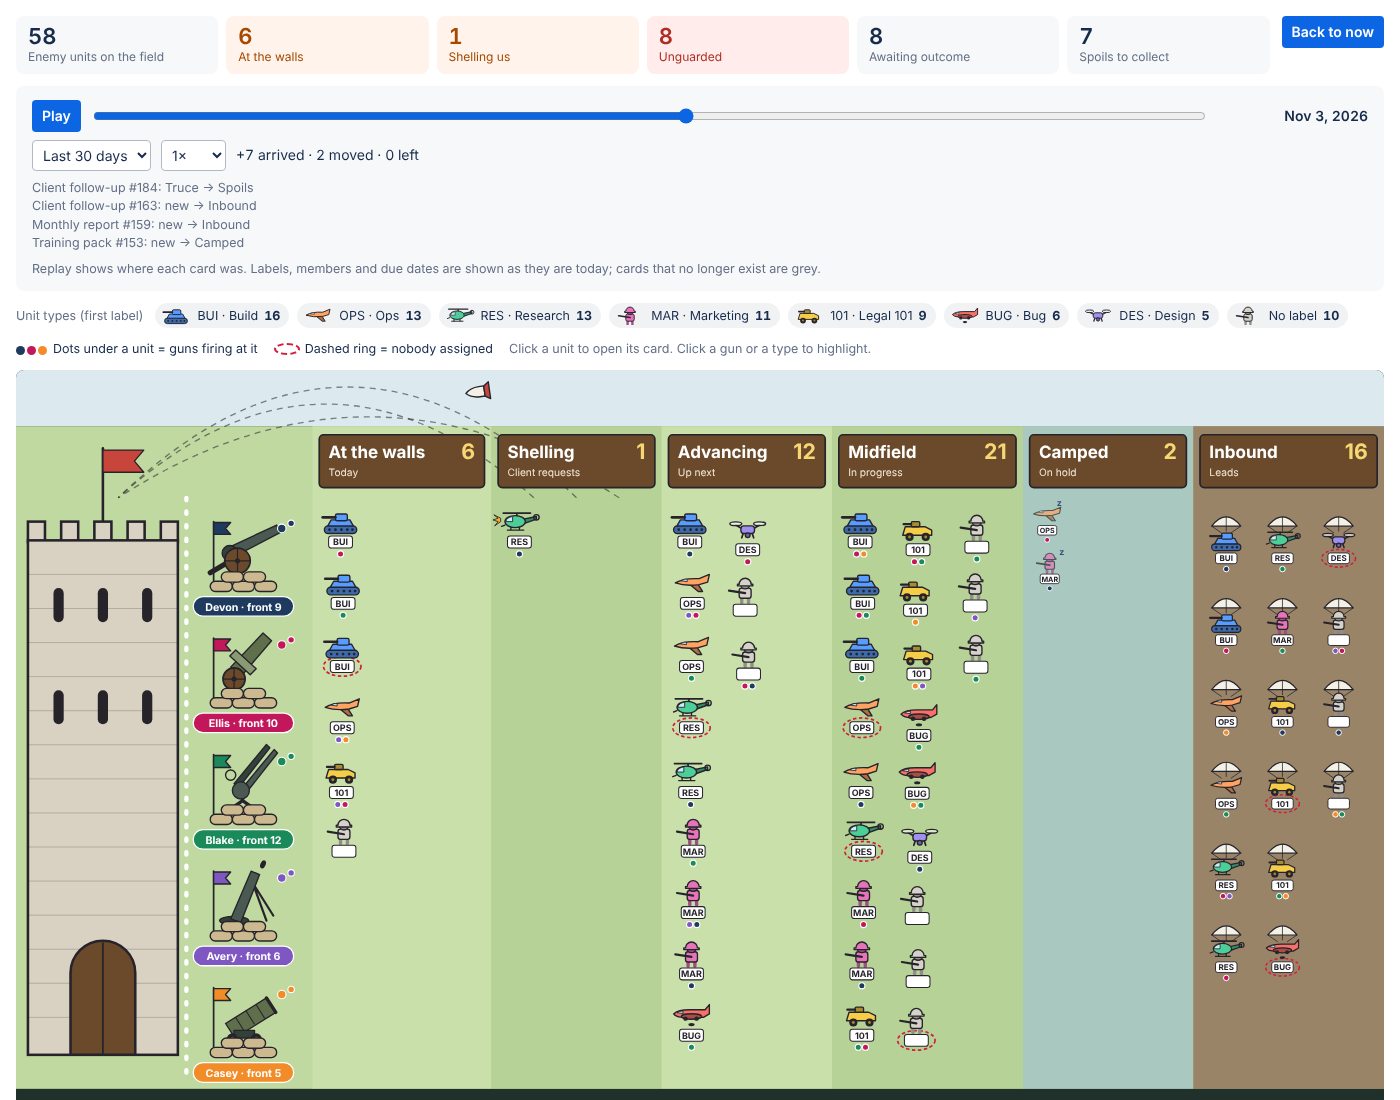 58
Enemy units on the field
6
At the walls
1
Shelling us
8
Unguarded
8
Awaiting outcome
7
Spoils to collect
Back to now
Play
Nov 3, 2026
Last 30 days
1×
+7 arrived · 2 moved · 0 left
Client follow-up #184: Truce → Spoils
Client follow-up #163: new → Inbound
Monthly report #159: new → Inbound
Training pack #153: new → Camped
Replay shows where each card was. Labels, members and due dates are shown as they are today; cards that no longer exist are grey.
Unit types (first label)
BUI · Build 16
OPS · Ops 13
RES · Research 13
MAR · Marketing 11
101 · Legal 101 9
BUG · Bug 6
DES · Design 5
No label 10
Dots under a unit = guns firing at it
Dashed ring = nobody assigned
Click a unit to open its card. Click a gun or a type to highlight.
At the walls 6
Today
Shelling 1
Client requests
Advancing 12
Up next
Midfield 21
In progress
Camped 2
On hold
Inbound 16
Leads
Devon · front 9
Ellis · front 10
Blake · front 12
Avery · front 6
Casey · front 5
BUI
BUI
BUI
OPS
101
RES
BUI
DES
OPS
OPS
RES
RES
MAR
MAR
MAR
BUG
BUI
101
BUI
101
BUI
101
OPS
BUG
OPS
BUG
RES
DES
MAR
MAR
101
z
OPS
z
MAR
BUI
RES
DES
BUI
MAR
OPS
101
OPS
101
RES
101
RES
BUG